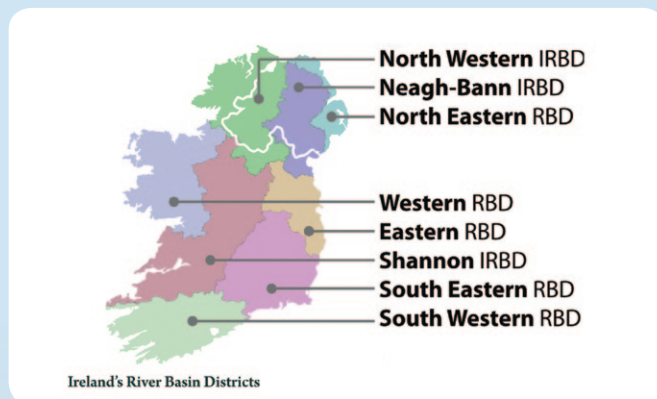 North Western IRBD
Neagh-Bann IRBD
North Eastern RBD
Western RBD
Eastern RBD
Shannon IRBD
South Eastern RBD
South Western RBD
Ireland's River Basin Districts